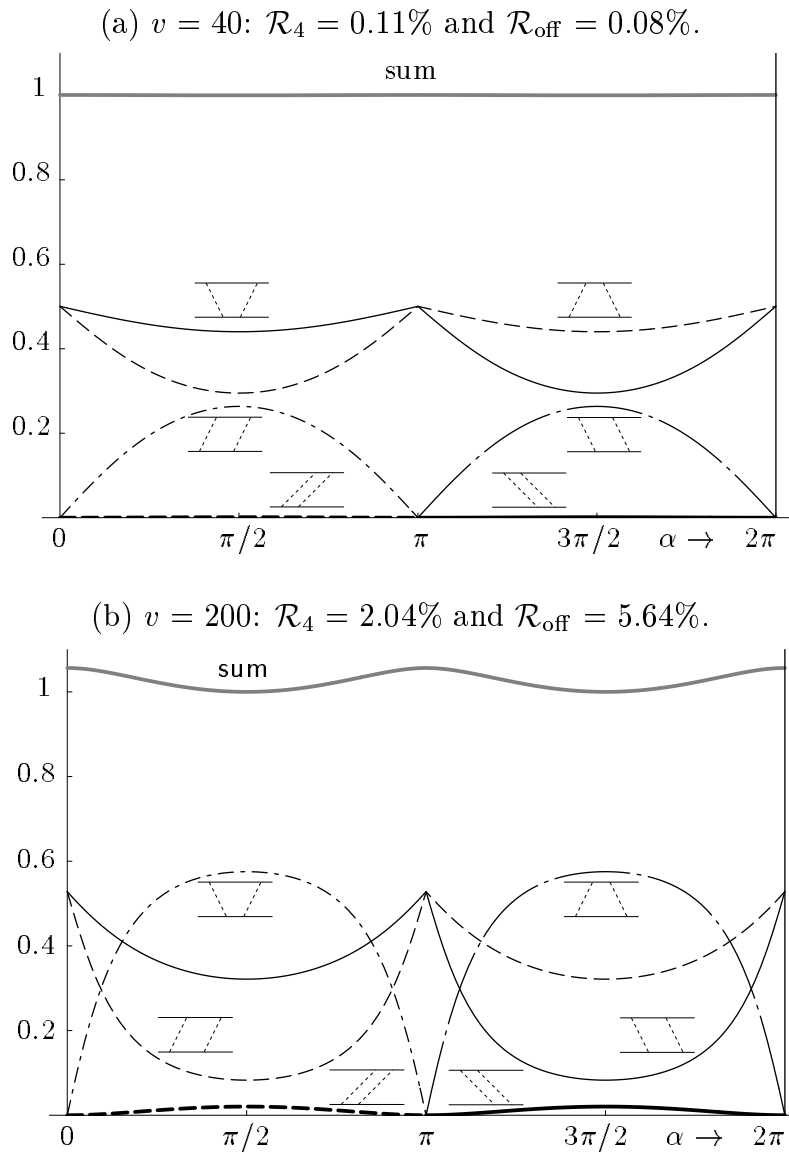 (a) v = 40: ℛ₄ = 0.11% and ℛ_off = 0.08%.
sum
1
0.8
0.6
0.4
0.2
0 π/2 π 3π/2 α → 2π
(b) v = 200: ℛ₄ = 2.04% and ℛ_off = 5.64%.
sum
1
0.8
0.6
0.4
0.2
0 π/2 π 3π/2 α → 2π